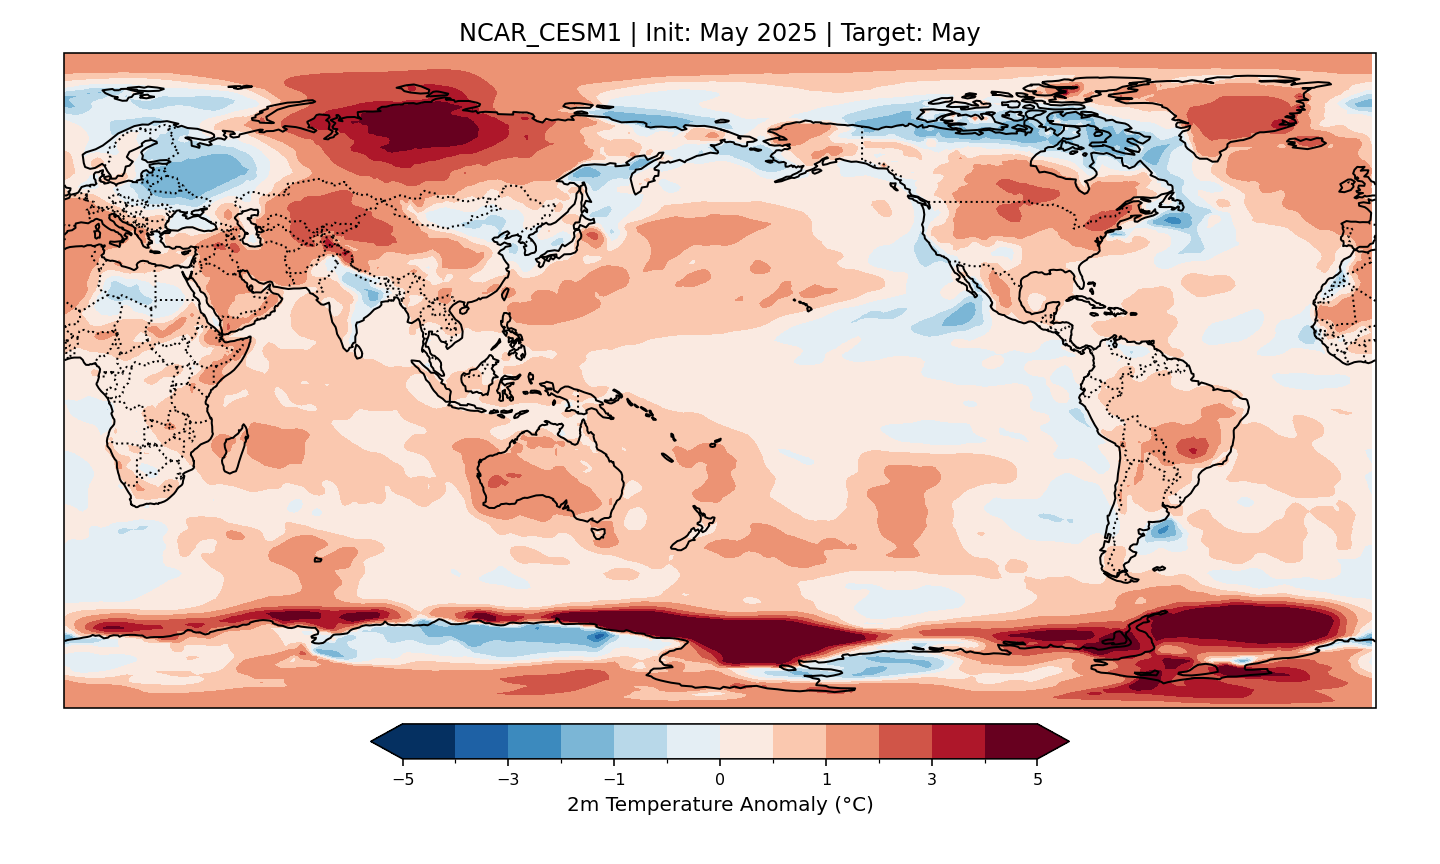 NCAR_CESM1 | Init: May 2025 | Target: May
−5 −3 −1 0 1 3 5
2m Temperature Anomaly (°C)